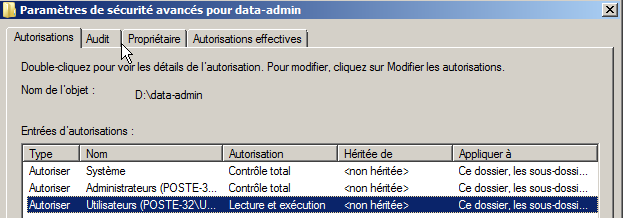 Paramètres de sécurité avancés pour data-admin
Autorisations Audit Propriétaire Autorisations effectives
Double-cliquez pour voir les détails de l'autorisation. Pour modifier, cliquez sur Modifier les autorisations.
Nom de l'objet : D:\data-admin
Entrées d'autorisations :
Type Nom Autorisation Héritée de Appliquer à
Autoriser Système Contrôle total <non héritée> Ce dossier, les sous-dossi...
Autoriser Administrateurs (POSTE-3... Contrôle total <non héritée> Ce dossier, les sous-dossi...
Autoriser Utilisateurs (POSTE-32\U... Lecture et exécution <non héritée> Ce dossier, les sous-dossi...